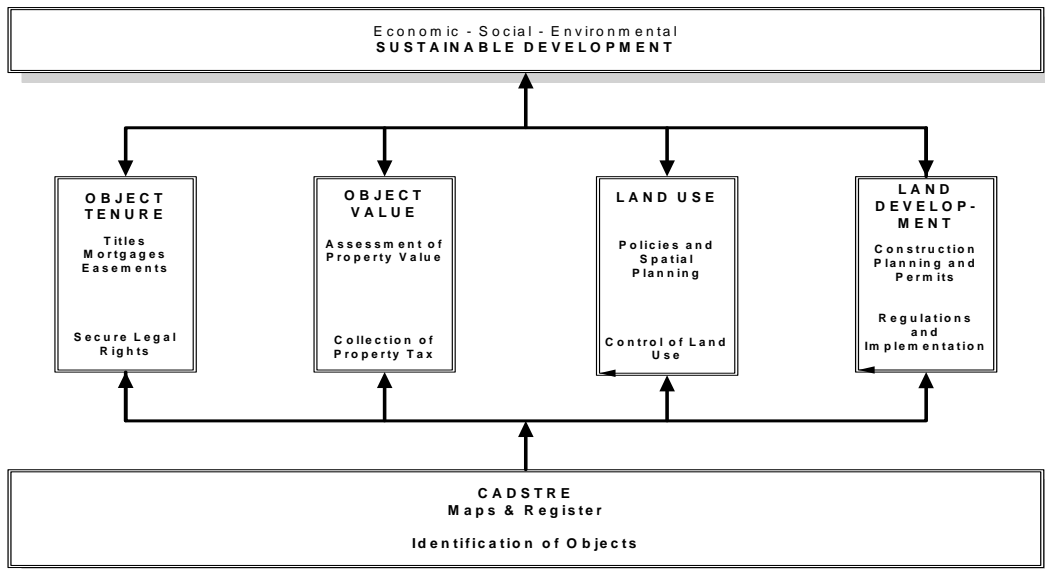 Economic - Social - Environmental
SUSTAINABLE DEVELOPMENT
OBJECT
TENURE
Titles
Mortgages
Easements
Secure Legal
Rights
OBJECT
VALUE
Assessment of
Property Value
Collection of
Property Tax
LAND USE
Policies and
Spatial
Planning
Control of Land
Use
LAND
DEVELOP-
MENT
Construction
Planning and
Permits
Regulations
and
Implementation
CADSTRE
Maps & Register
Identification of Objects